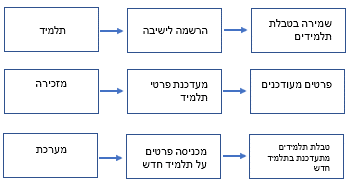 תלמיד
הרשמה לישיבה
שמירה בטבלת
תלמידים
מזכירה
מעדכנת פרטי
תלמיד
פרטים מעודכנים
מערכת
מכניסה פרטים
על תלמיד חדש
טבלת תלמידים
מתעדכנת בתלמיד
חדש